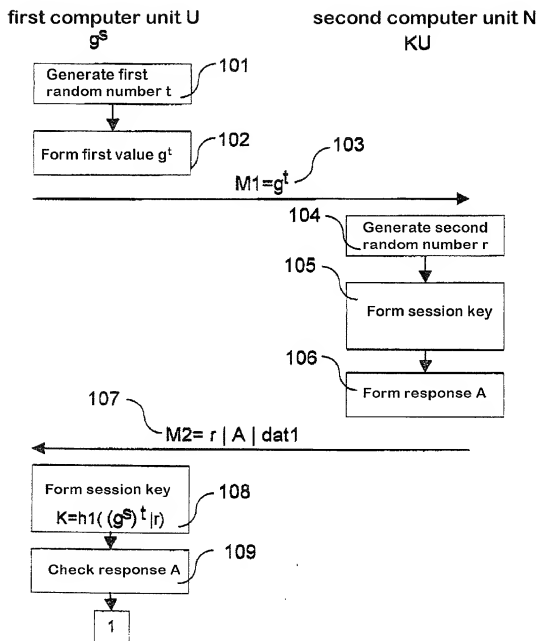 first computer unit U
second computer unit N
g^s
KU
101
Generate first
random number t
102
Form first value g^t
103
M1=g^t
104
Generate second
random number r
105
Form session key
106
Form response A
107
M2= r | A | dat1
Form session key
K=h1( (g^s)^t |r)
108
109
Check response A
1